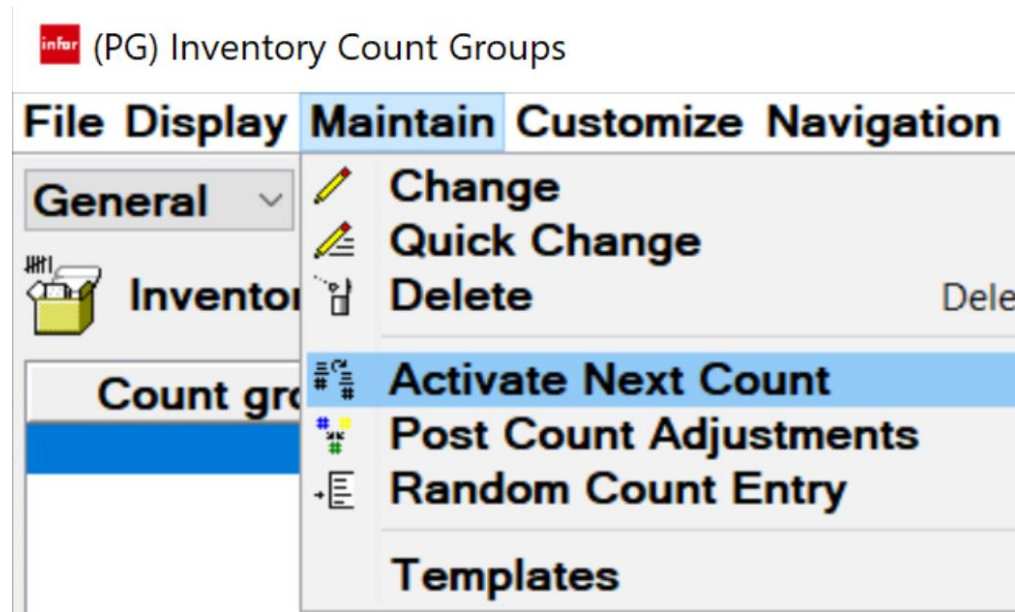 infor (PG) Inventory Count Groups
File Display Maintain Customize Navigation
General
Change
Quick Change
Inventor
Delete Dele
Count gro
Activate Next Count
Post Count Adjustments
Random Count Entry
Templates